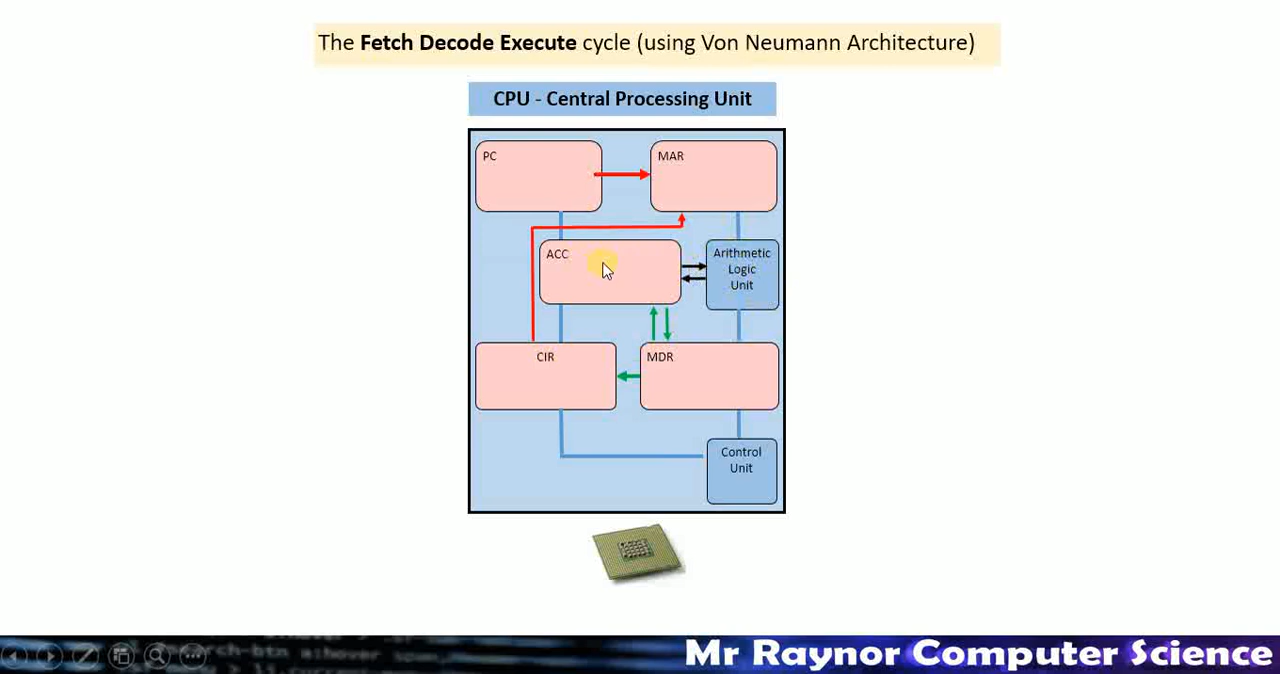 The Fetch Decode Execute cycle (using Von Neumann Architecture)
CPU - Central Processing Unit
PC
MAR
ACC
Arithmetic
Logic
Unit
CIR
MDR
Control
Unit
Mr Raynor Computer Science